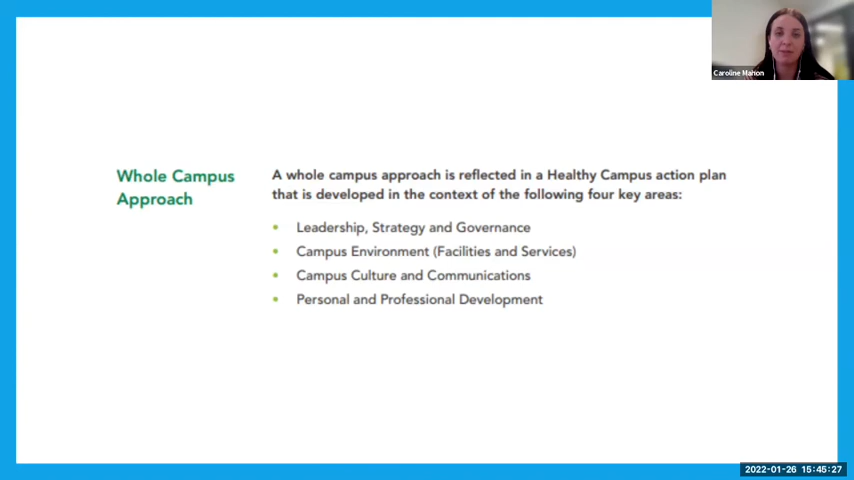 Caroline Mahon
Whole Campus
Approach
A whole campus approach is reflected in a Healthy Campus action plan
that is developed in the context of the following four key areas:
• Leadership, Strategy and Governance
• Campus Environment (Facilities and Services)
• Campus Culture and Communications
• Personal and Professional Development
2022-01-26 15:45:27